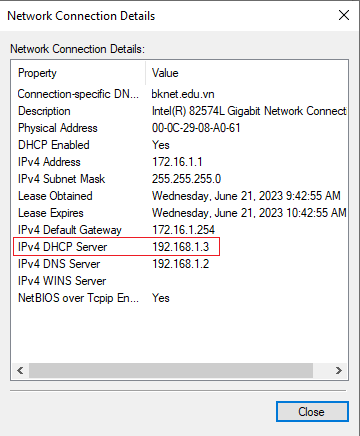 Network Connection Details
Network Connection Details:
Property Value
Connection-specific DN... bknet.edu.vn
Description Intel(R) 82574L Gigabit Network Connecti
Physical Address 00-0C-29-08-A0-61
DHCP Enabled Yes
IPv4 Address 172.16.1.1
IPv4 Subnet Mask 255.255.255.0
Lease Obtained Wednesday, June 21, 2023 9:42:55 AM
Lease Expires Wednesday, June 21, 2023 10:42:55 AM
IPv4 Default Gateway 172.16.1.254
IPv4 DHCP Server 192.168.1.3
IPv4 DNS Server 192.168.1.2
IPv4 WINS Server
NetBIOS over Tcpip En... Yes
Close